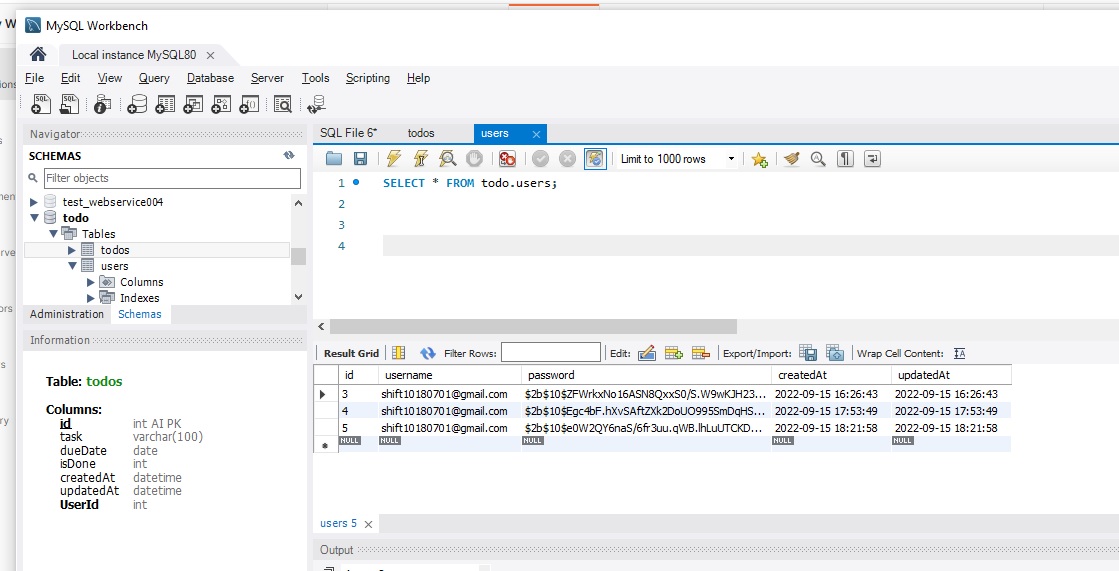 y W
MySQL Workbench
Local instance MySQL80
File Edit View Query Database Server Tools Scripting Help
Navigator
SCHEMAS
Filter objects
test_webservice004
todo
Tables
todos
users
Columns
Indexes
Administration Schemas
Information
Table: todos
Columns:
id int AI PK
task varchar(100)
dueDate date
isDone int
createdAt datetime
updatedAt datetime
UserId int
SQL File 6* todos users
Limit to 1000 rows
1 SELECT * FROM todo.users;
2
3
4
Result Grid Filter Rows: Edit: Export/Import: Wrap Cell Content:
id username password createdAt updatedAt
3 shift10180701@gmail.com $2b$10$ZFWrkxNo16ASN8QxxS0/S.W9wKJH23... 2022-09-15 16:26:43 2022-09-15 16:26:43
4 shift10180701@gmail.com $2b$10$Egc4bF.hXvSAftZXk2DoUO995SmDqHS... 2022-09-15 17:53:49 2022-09-15 17:53:49
5 shift10180701@gmail.com $2b$10$e0W2QY6naS/6fr3uu.qWB.lhLuUTCKD... 2022-09-15 18:21:58 2022-09-15 18:21:58
NULL NULL NULL NULL NULL
users 5
Output